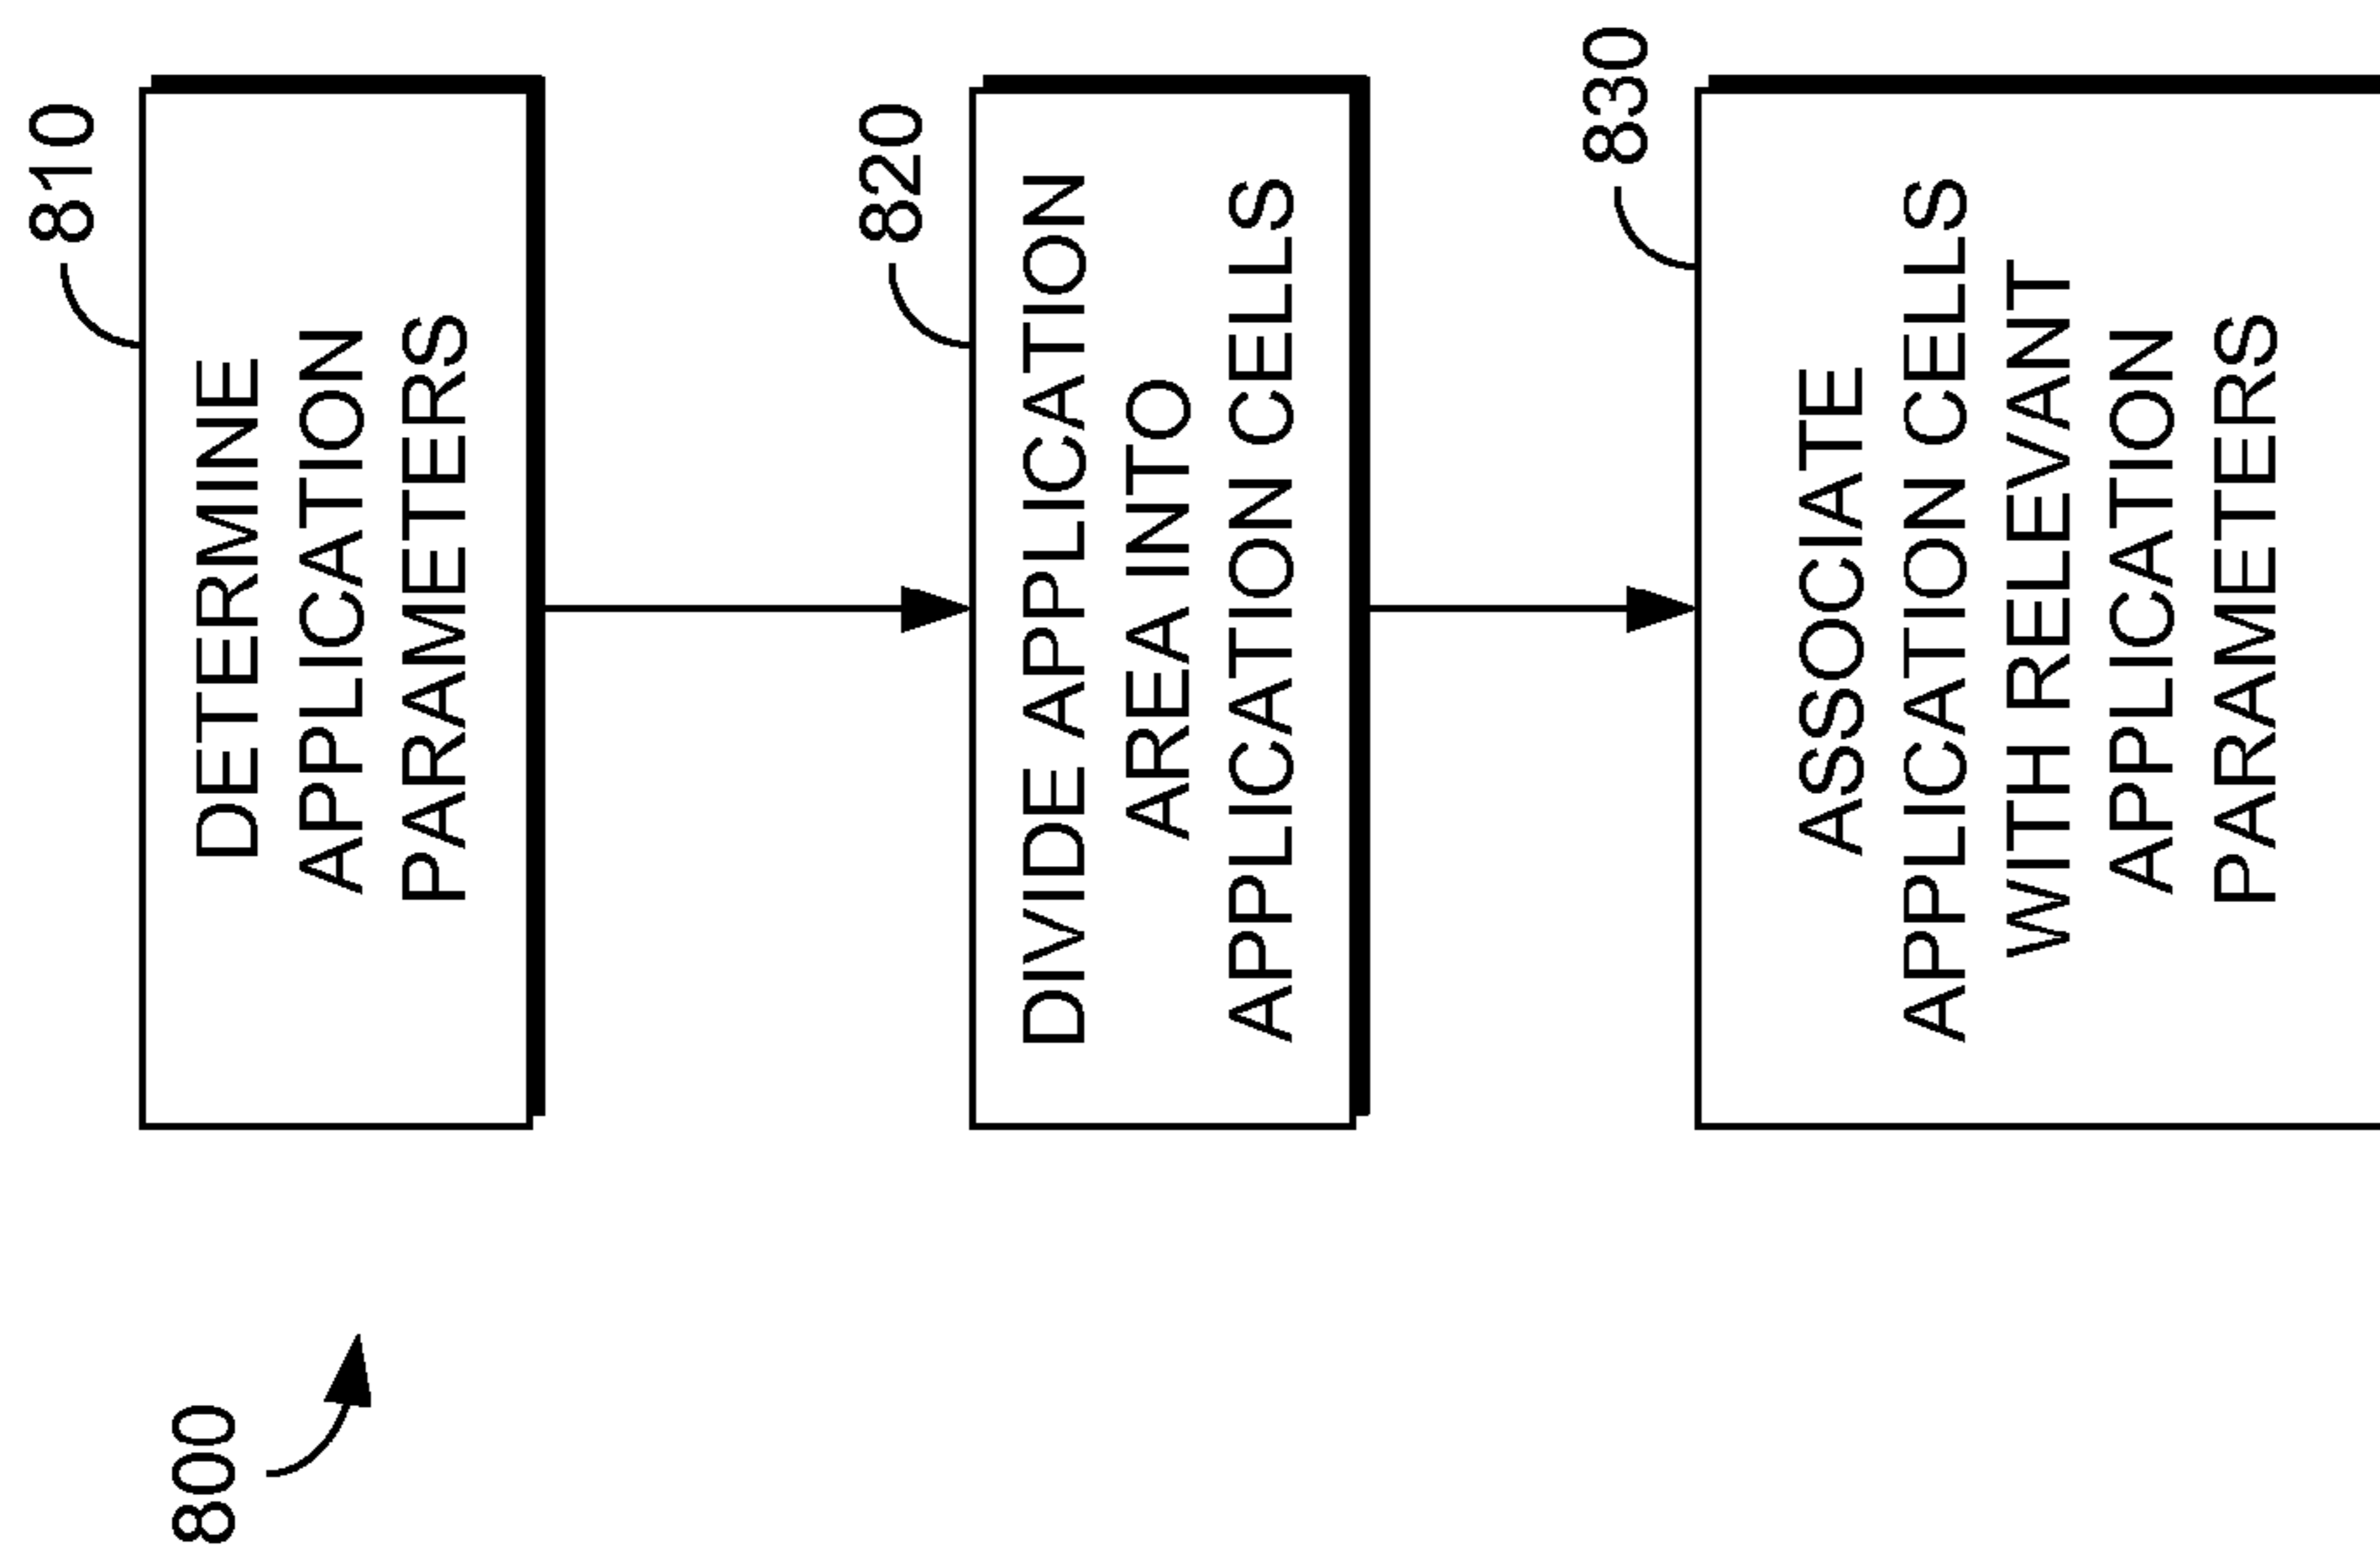 800
810
DETERMINE
APPLICATION
PARAMETERS
820
DIVIDE APPLICATION
AREA INTO
APPLICATION CELLS
830
ASSOCIATE
APPLICATION CELLS
WITH RELEVANT
APPLICATION
PARAMETERS